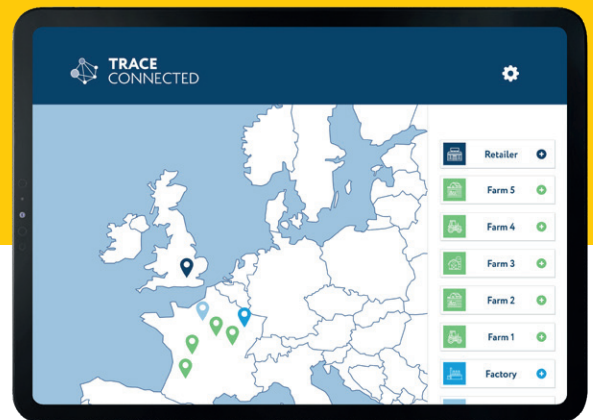 TRACE
CONNECTED
Retailer
Farm 5
Farm 4
Farm 3
Farm 2
Farm 1
Factory